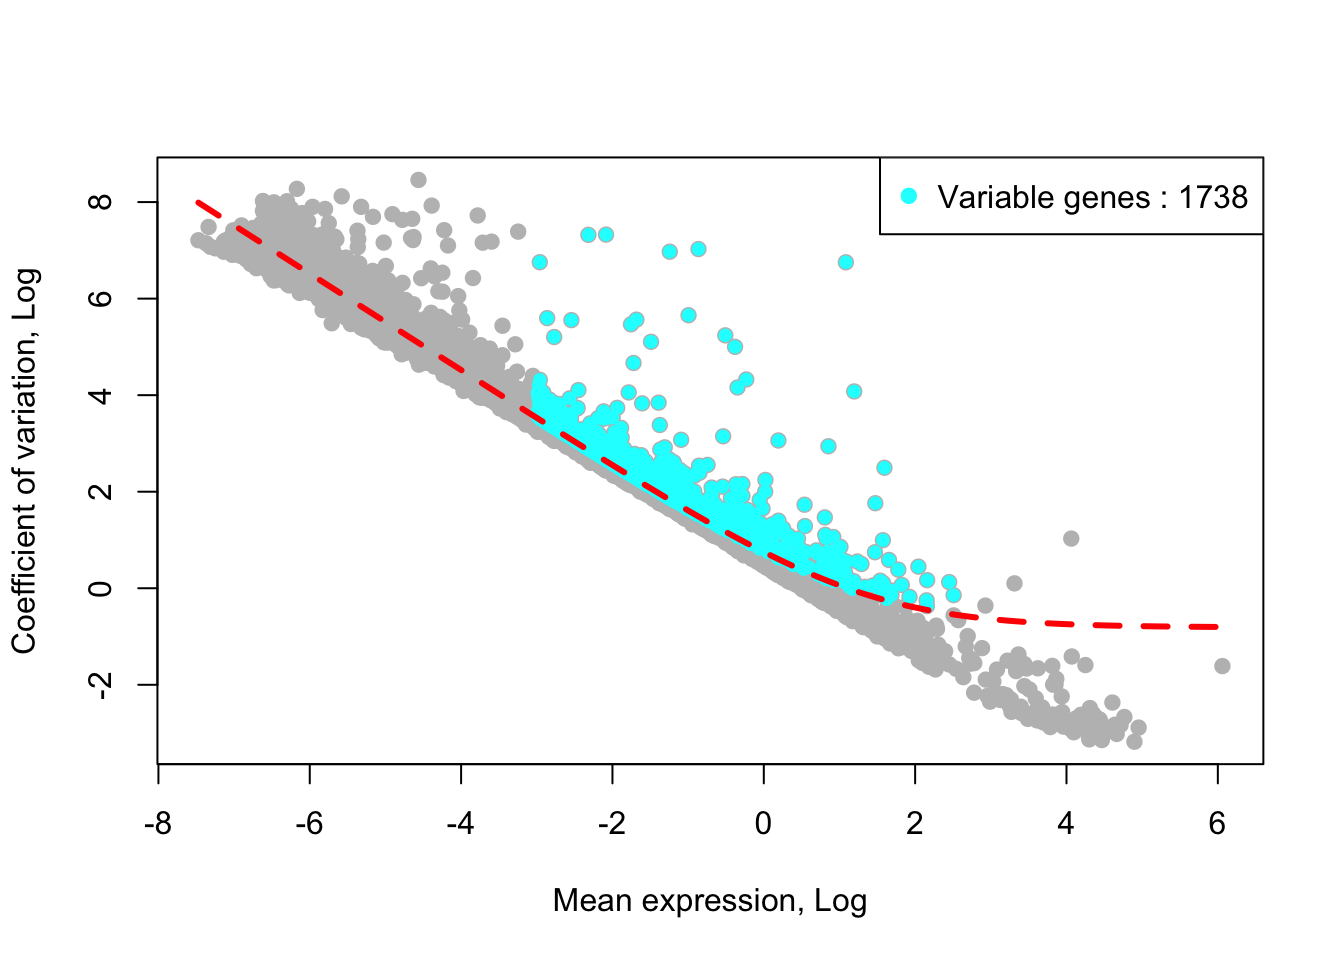 Variable genes : 1738
Coefficient of variation, Log
8
6
4
2
0
-2
-8 -6 -4 -2 0 2 4 6
Mean expression, Log